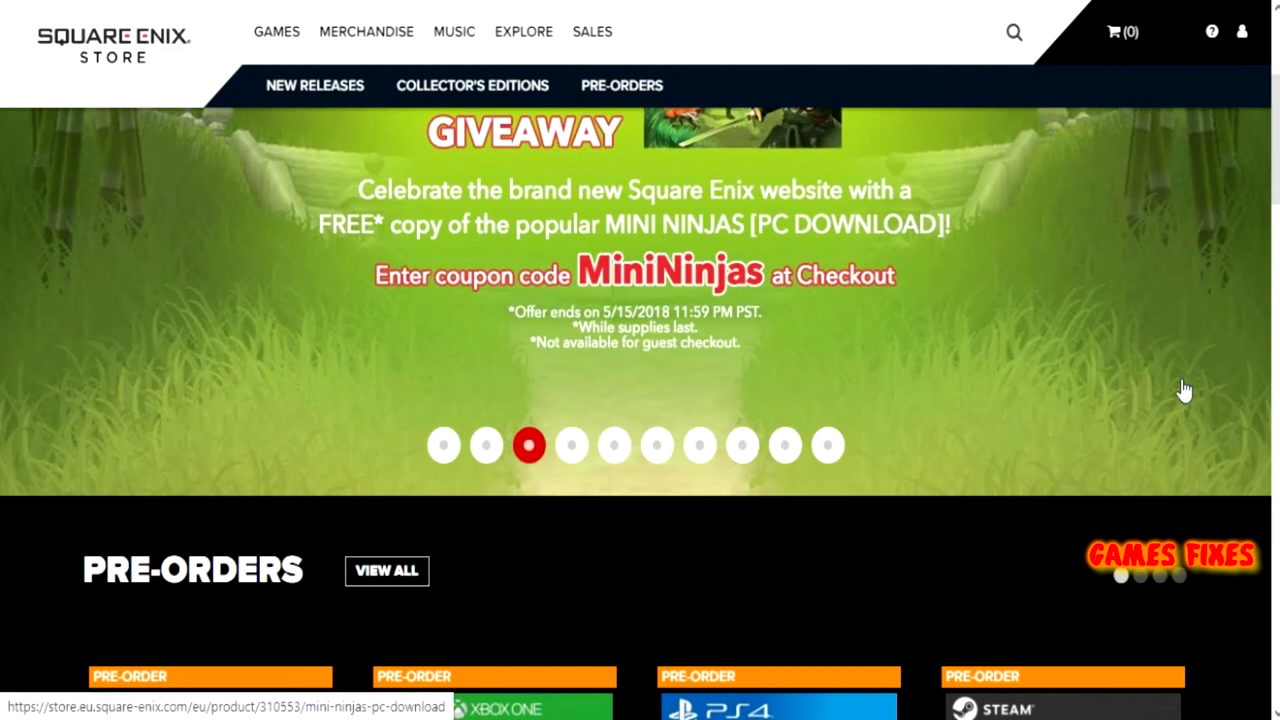 SQUARE ENIX.
STORE
GAMES MERCHANDISE MUSIC EXPLORE SALES
(0)
NEW RELEASES COLLECTOR'S EDITIONS PRE-ORDERS
GIVEAWAY
Celebrate the brand new Square Enix website with a
FREE* copy of the popular MINI NINJAS [PC DOWNLOAD]!
Enter coupon code MiniNinjas at Checkout
*Offer ends on 5/15/2018 11:59 PM PST.
*While supplies last.
*Not available for guest checkout.
PRE-ORDERS VIEW ALL
GAMES FIXES
PRE-ORDER PRE-ORDER PRE-ORDER PRE-ORDER
https://store.eu.square-enix.com/eu/product/310553/mini-ninjas-pc-download
XBOX ONE PS4 STEAM